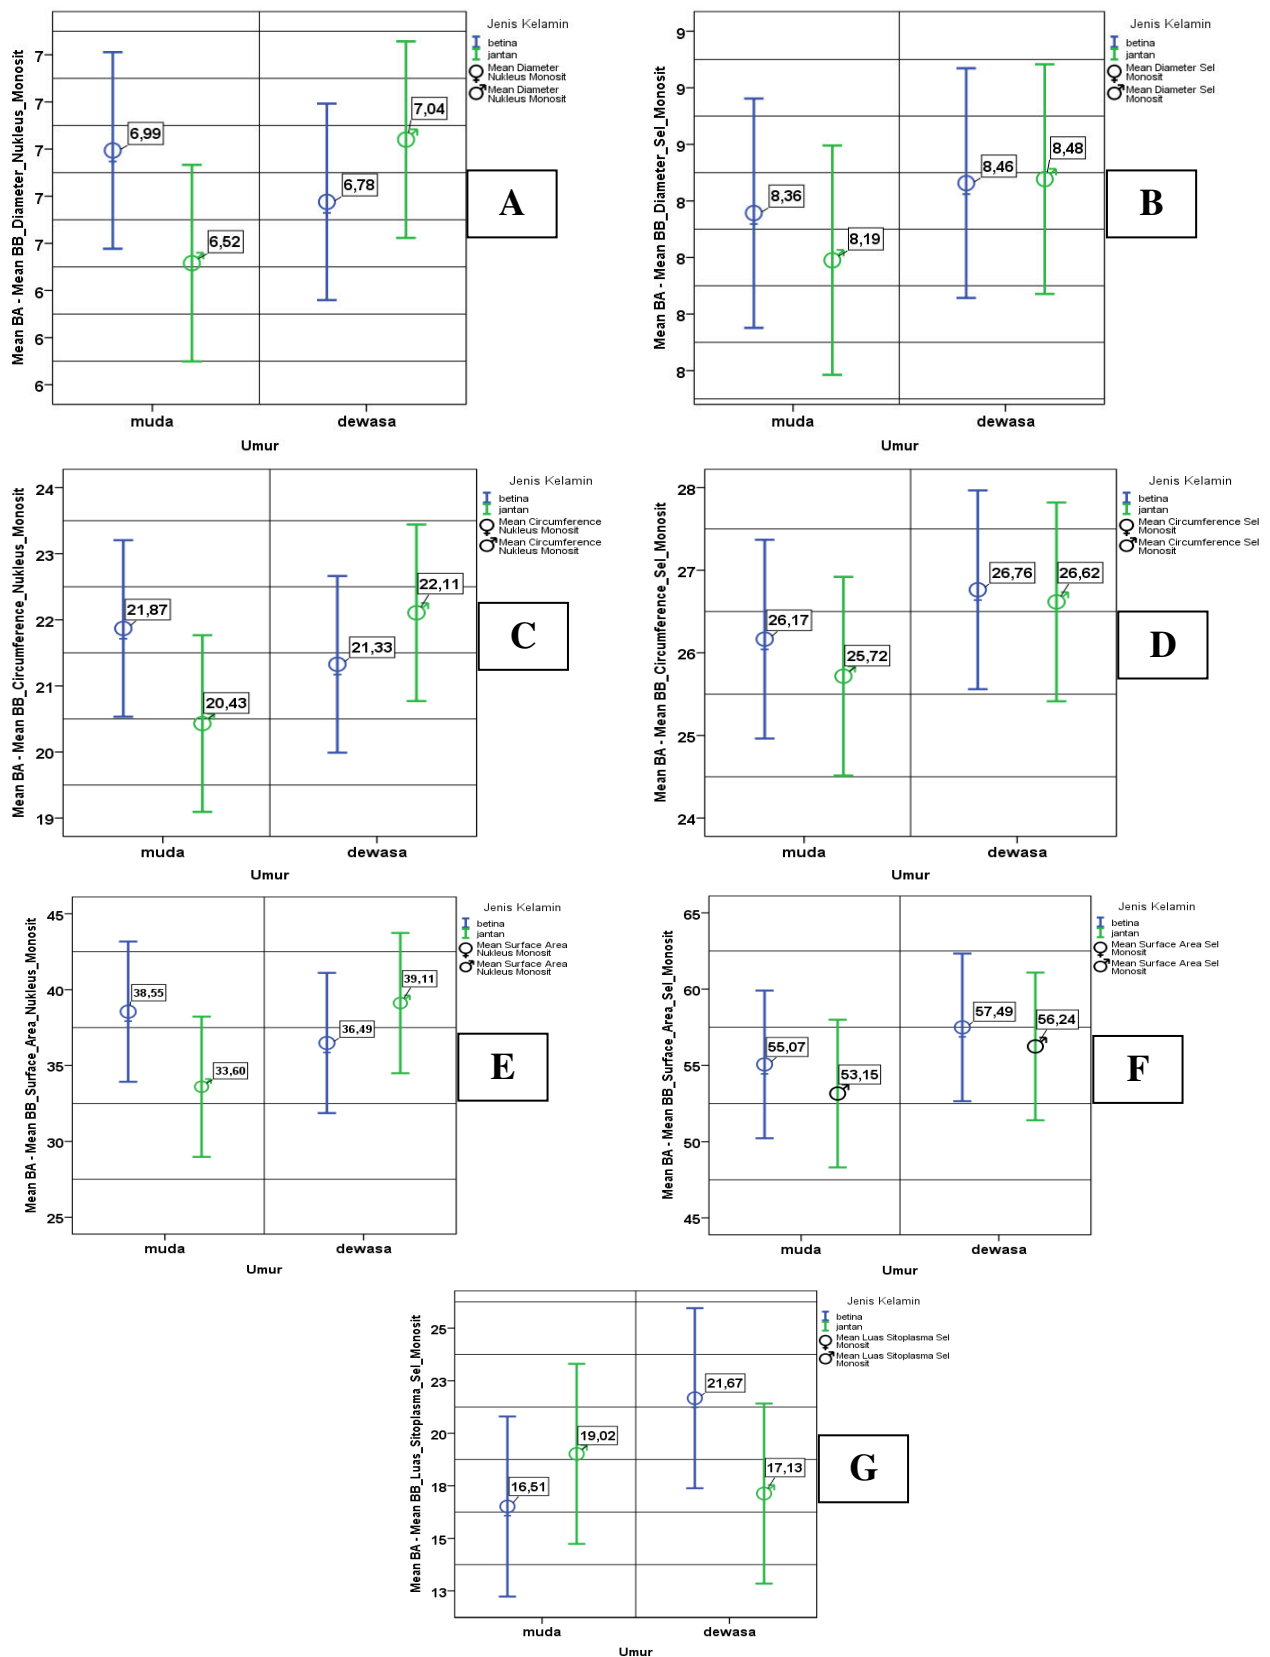 Mean BA - Mean BB_Diameter_Nukleus_Monosit
7
7
7
7
7
6
6
6
6,99
6,52
6,78
7,04
muda
dewasa
Umur
Jenis Kelamin
betina
jantan
Mean Diameter
Nukleus Monosit
Mean Diameter
Nukleus Monosit
A
Mean BA - Mean BB_Diameter_Sel_Monosit
9
9
9
8
8
8
8
8,36
8,19
8,46
8,48
muda
dewasa
Umur
Jenis Kelamin
betina
jantan
Mean Diameter Sel
Monosit
Mean Diameter Sel
Monosit
B
Mean BA - Mean BB_Circumference_Nukleus_Monosit
24
23
22
21
20
19
21,87
20,43
21,33
22,11
muda
dewasa
Umur
Jenis Kelamin
betina
jantan
Mean Circumference
Nukleus Monosit
Mean Circumference
Nukleus Monosit
C
Mean BA - Mean BB_Circumference_Sel_Monosit
28
27
26
25
24
26,17
25,72
26,76
26,62
muda
dewasa
Umur
Jenis Kelamin
betina
jantan
Mean Circumference Sel
Monosit
Mean Circumference Sel
Monosit
D
Mean BA - Mean BB_Surface_Area_Nukleus_Monosit
45
40
35
30
25
38,55
33,60
36,49
39,11
muda
dewasa
Umur
Jenis Kelamin
betina
jantan
Mean Surface Area
Nukleus Monosit
Mean Surface Area
Nukleus Monosit
E
Mean BA - Mean BB_Surface_Area_Sel_Monosit
65
60
55
50
45
55,07
53,15
57,49
56,24
muda
dewasa
Umur
Jenis Kelamin
betina
jantan
Mean Surface Area Sel
Monosit
Mean Surface Area Sel
Monosit
F
Mean BA - Mean BB_Luas_Sitoplasma_Sel_Monosit
25
23
20
18
15
13
16,51
19,02
21,67
17,13
muda
dewasa
Umur
Jenis Kelamin
betina
jantan
Mean Luas Sitoplasma Sel
Monosit
Mean Luas Sitoplasma Sel
Monosit
G